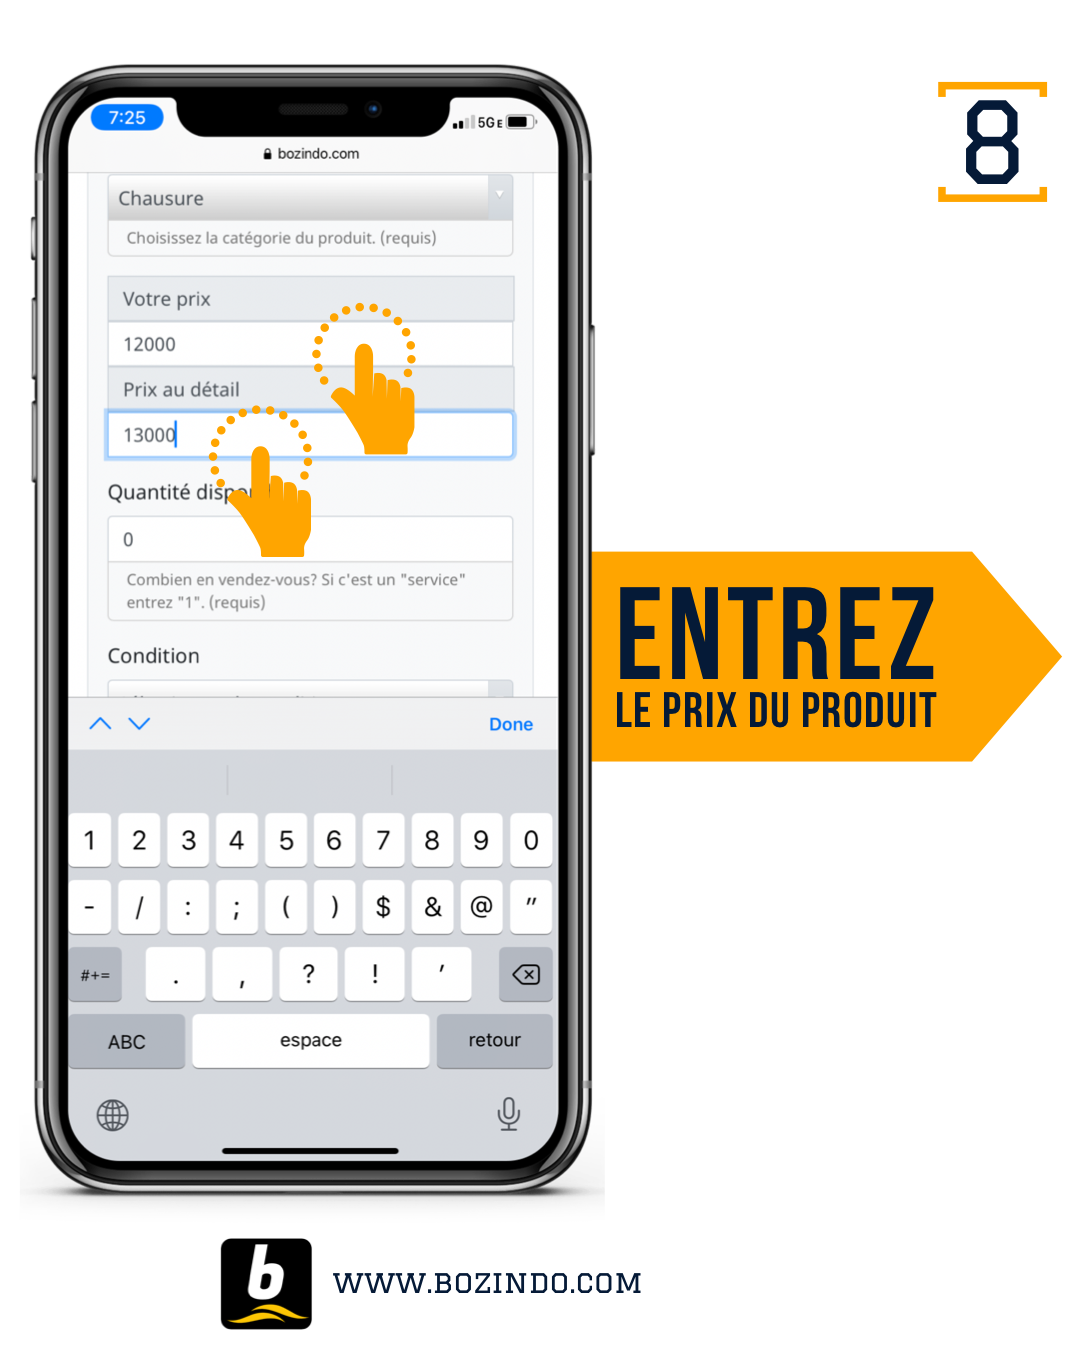 8
7:25
5G E
bozindo.com
Chausure
Choisissez la catégorie du produit. (requis)
Votre prix
12000
Prix au détail
13000
Quantité
0
Combien en vendez-vous? Si c'est un "service"
entrez "1". (requis)
Condition
ENTREZ
LE PRIX DU PRODUIT
Done
1 2 3 4 5 6 7 8 9 0
- / : ; ( ) $ & @ "
#+= . , ? ! '
ABC espace retour
b
WWW.BOZINDO.COM